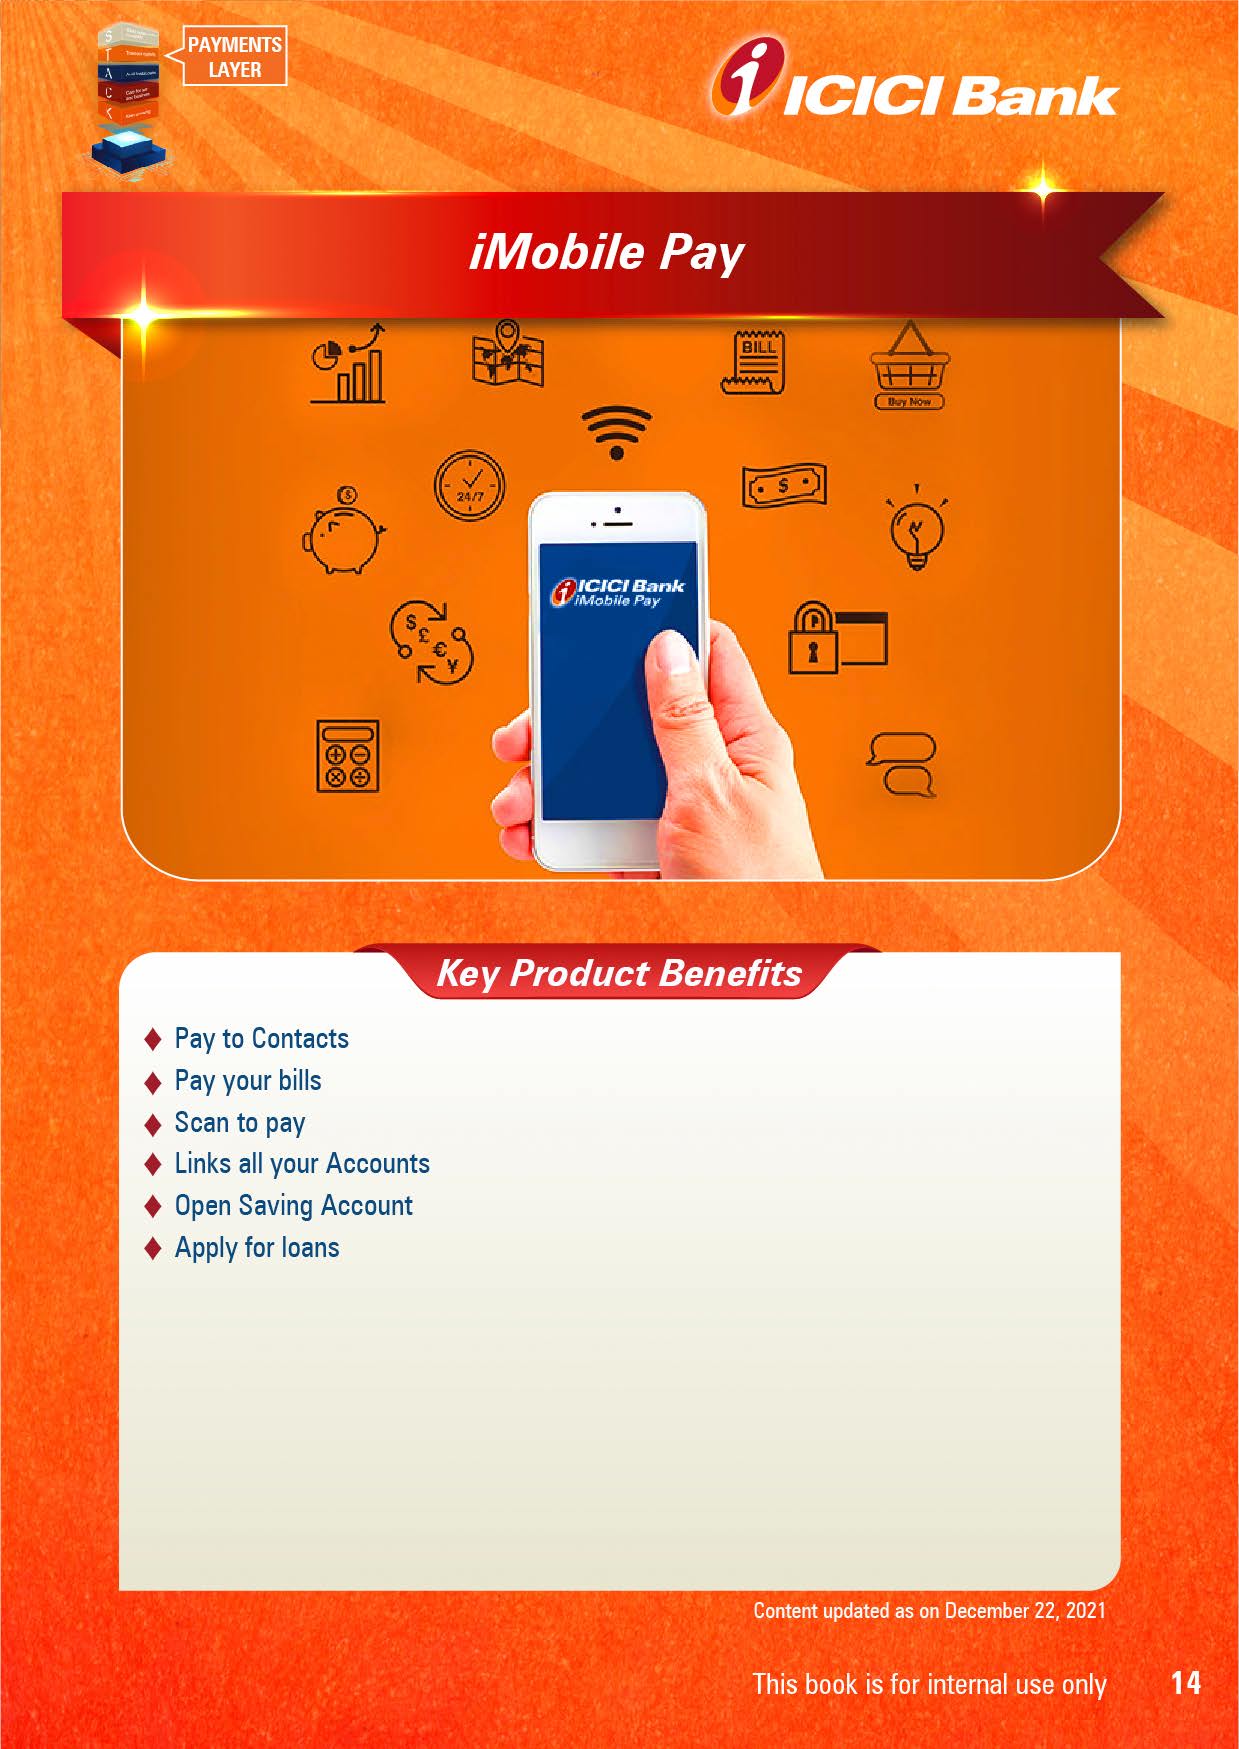 S
T
A
C
K
PAYMENTS
LAYER
ICICI Bank
iMobile Pay
BILL
Buy Now
24/7
$
$
$
£
€
¥
ICICI Bank
iMobile Pay
Key Product Benefits
Pay to Contacts
Pay your bills
Scan to pay
Links all your Accounts
Open Saving Account
Apply for loans
Content updated as on December 22, 2021
This book is for internal use only 14